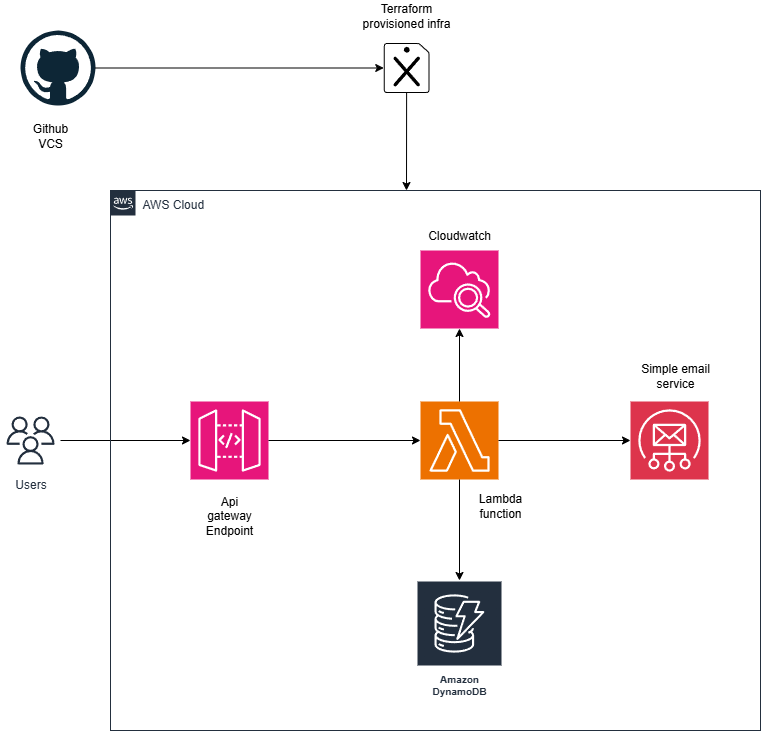 Terraform
provisioned infra
Github
VCS
aws
AWS Cloud
Cloudwatch
Simple email
service
</>
Users
Api
gateway
Endpoint
Lambda
function
Amazon
DynamoDB